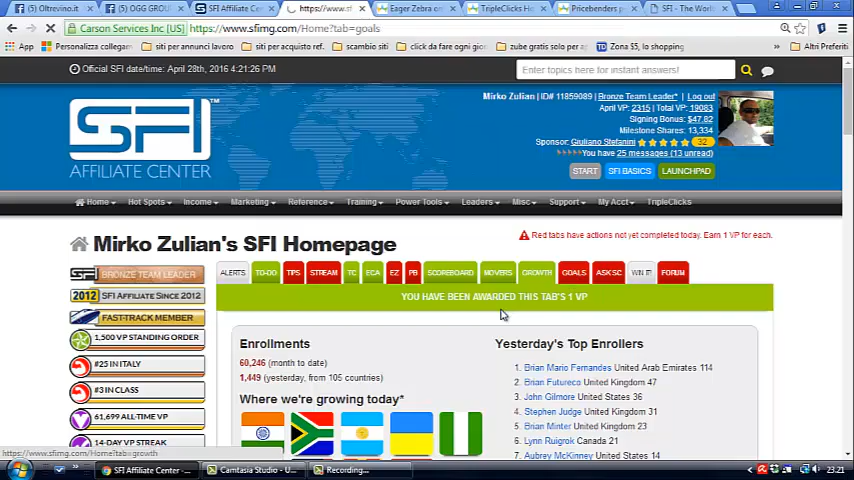 Oltrevino.it
OGG GROU
SFI Affiliate Cent
https://www.sf
Eager Zebra on
TripleClicks Ho
Pricebenders p
SFI - The World
Carson Services Inc [US] https://www.sfimg.com/Home?tab=goals
App
Personalizza collegam
siti per annunci lavoro
siti per acquisto ref.
scambio siti
click da fare ogni giorn
zube gratis solo per a
Zona $5, lo shopping
Altri Preferiti
Official SFI date/time: April 28th, 2016 4:21:26 PM
Enter topics here for instant answers!
SFI™
AFFILIATE CENTER
Mirko Zulian | ID# 11859089 | Bronze Team Leader* | Log out
April VP: 2315 | Total VP: 19083
Signing Bonus: $47.82
Milestone Shares: 13,334
Sponsor: Giuliano Stefanini 32
You have 25 messages (13 unread)
START SFI BASICS LAUNCHPAD
Home Hot Spots Income Marketing Reference Training Power Tools Leaders Misc Support My Acct TripleClicks
Mirko Zulian's SFI Homepage
Red tabs have actions not yet completed today. Earn 1 VP for each.
SFI BRONZE TEAM LEADER
2012 SFI AFFILIATE SINCE 2012
FAST-TRACK MEMBER
1,500 VP STANDING ORDER
#25 IN ITALY
#3 IN CLASS
61,699 ALL-TIME VP
14-DAY VP STREAK
ALERTS TO-DO TIPS STREAM TC ECA EZ PB SCOREBOARD MOVERS GROWTH GOALS ASK SC WIN IT! FORUM
YOU HAVE BEEN AWARDED THIS TAB'S 1 VP
Enrollments
60,246 (month to date)
1,449 (yesterday, from 105 countries)
Where we're growing today*
Yesterday's Top Enrollers
1. Brian Mario Fernandes United Arab Emirates 114
2. Brian Futureco United Kingdom 47
3. John Gilmore United States 36
4. Stephen Judge United Kingdom 31
5. Brian Minter United Kingdom 23
6. Lynn Ruigrok Canada 21
7. Aubrey McKinney United States 14
https://www.sfimg.com/Home?tab=growth
SFI Affiliate Center -...
Camtasia Studio - U...
Recording...
23.21